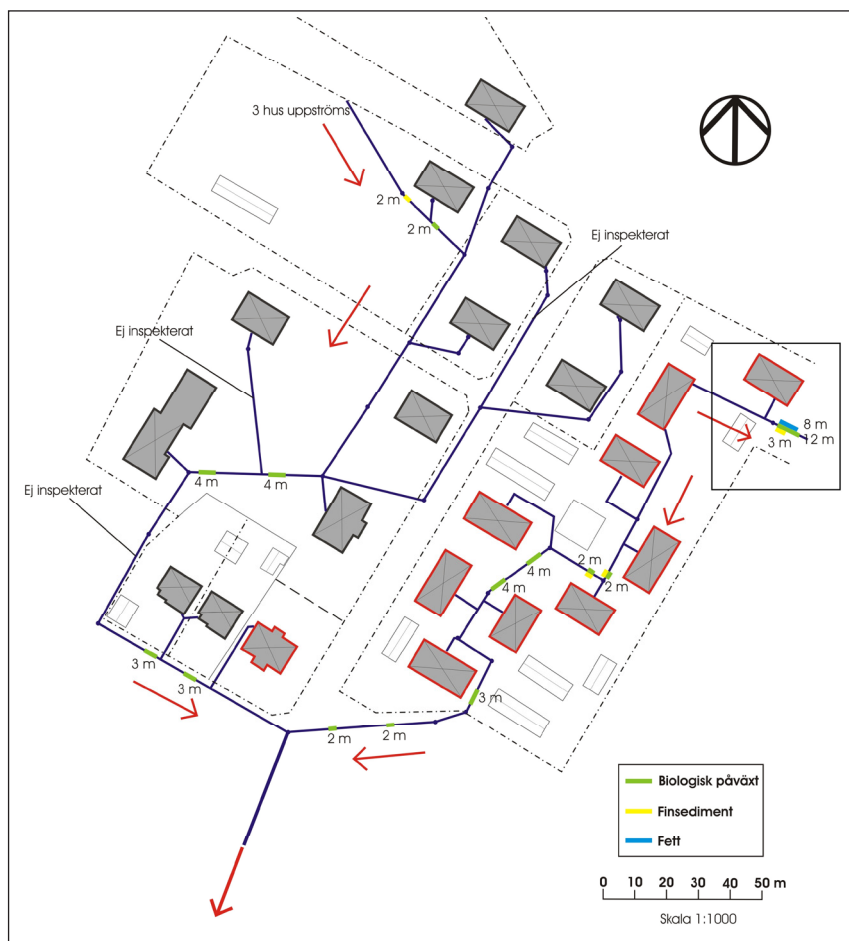 3 hus uppströms
2 m
2 m
Ej inspekterat
Ej inspekterat
8 m
3 m
12 m
4 m
4 m
Ej inspekterat
2 m
4 m
4 m
2 m
3 m
3 m
3 m
2 m
2 m
Biologisk påväxt
Finsediment
Fett
0 10 20 30 40 50 m
Skala 1:1000